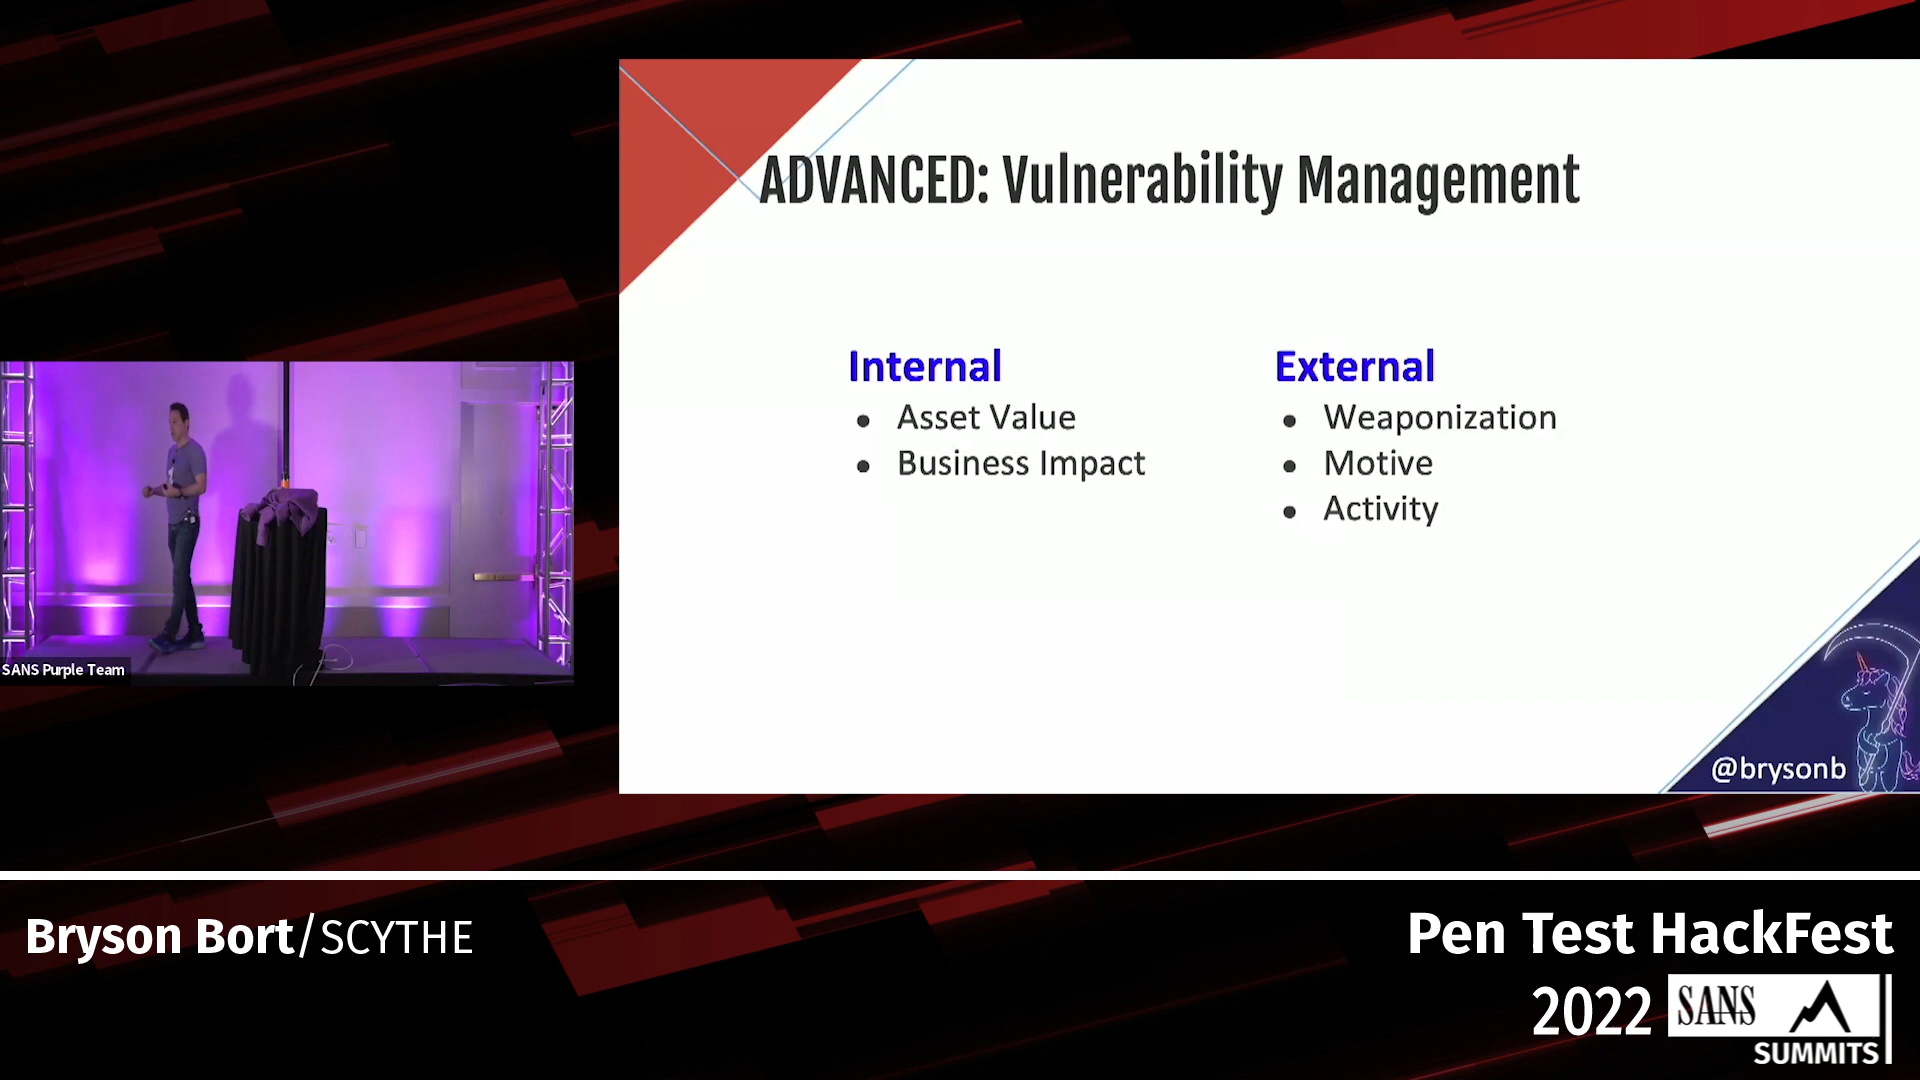 ADVANCED: Vulnerability Management
Internal
• Asset Value
• Business Impact
External
• Weaponization
• Motive
• Activity
@brysonb
SANS Purple Team
Bryson Bort/SCYTHE
Pen Test HackFest
2022
SANS
SUMMITS